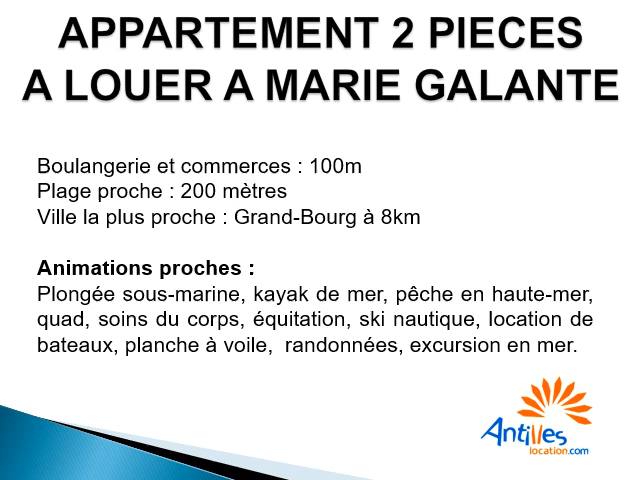 APPARTEMENT 2 PIECES
A LOUER A MARIE GALANTE
Boulangerie et commerces : 100m
Plage proche : 200 mètres
Ville la plus proche : Grand-Bourg à 8km
Animations proches :
Plongée sous-marine, kayak de mer, pêche en haute-mer,
quad, soins du corps, équitation, ski nautique, location de
bateaux, planche à voile,  randonnées, excursion en mer.
Antilles
location.com